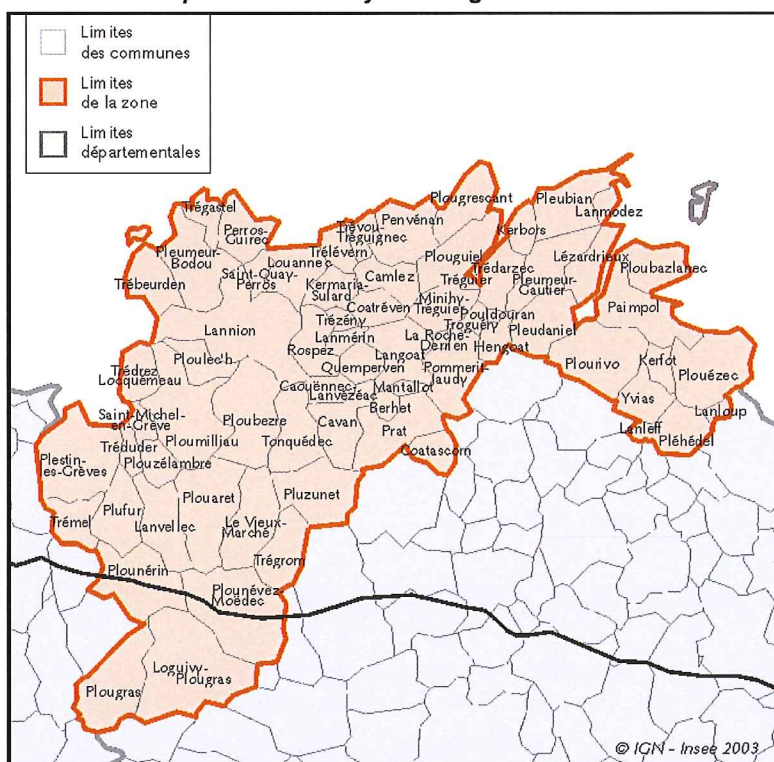 Limites
des communes
Limites
de la zone
Limites
départementales
Plougrescant
Pleubian
Lanmodez
Trégastel
Perros-
Guirec
Trévou-
Tréguignec
Penvénan
Kerbors
Pleumeur-
Bodou
Louannec
Trélévern
Plouguiel
Lézardrieux
Ploubazlanec
Trébeurden
Saint-Quay-
Perros
Kermaria-
Sulard
Camlez
Tréguier
Trédarzec
Pleumeur-
Gautier
Paimpol
Coatréven
Minihy-
Tréguier
Pouldouran
Troguéry
Pleudaniel
Lannion
Trézény
Lanmérin
La Roche-
Derrien
Hengoat
Rospez
Langoat
Ploulec'h
Quemperven
Pommerit-
Jaudy
Plourivo
Kerfot
Plouézec
Trédrez
Locquémeau
Caouënnec-
Lanvézéac
Mantallot
Yvias
Lanloup
Saint-Michel-
en-Grève
Ploubezre
Berhet
Cavan
Prat
Lanleff
Pléhédel
Tréduder
Ploumilliau
Tonquédec
Coatascorn
Plestin-
les-Grèves
Plouzélambre
Plouaret
Pluzunet
Plufur
Trémel
Lanvellec
Le Vieux-
Marché
Trégrom
Plounérin
Plounévez-
Moëdec
Loguivy-
Plougras
Plougras
© IGN - Insee 2003